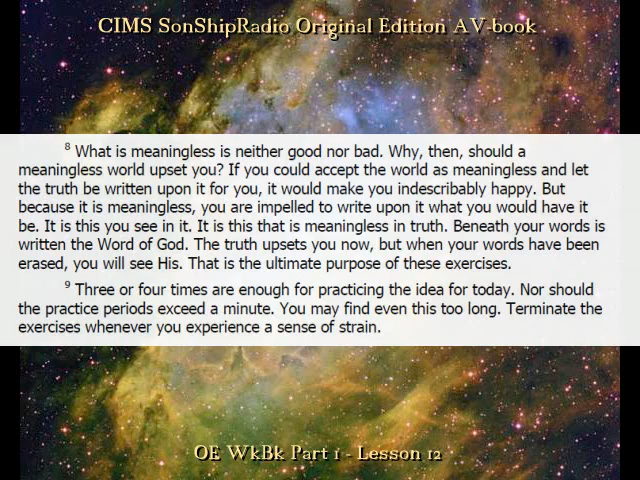 CIMS SonShipRadio Original Edition AV-book
8 What is meaningless is neither good nor bad. Why, then, should a
meaningless world upset you? If you could accept the world as meaningless and let
the truth be written upon it for you, it would make you indescribably happy. But
because it is meaningless, you are impelled to write upon it what you would have it
be. It is this you see in it. It is this that is meaningless in truth. Beneath your words is
written the Word of God. The truth upsets you now, but when your words have been
erased, you will see His. That is the ultimate purpose of these exercises.
9 Three or four times are enough for practicing the idea for today. Nor should
the practice periods exceed a minute. You may find even this too long. Terminate the
exercises whenever you experience a sense of strain.
OE WkBk Part 1 - Lesson 12